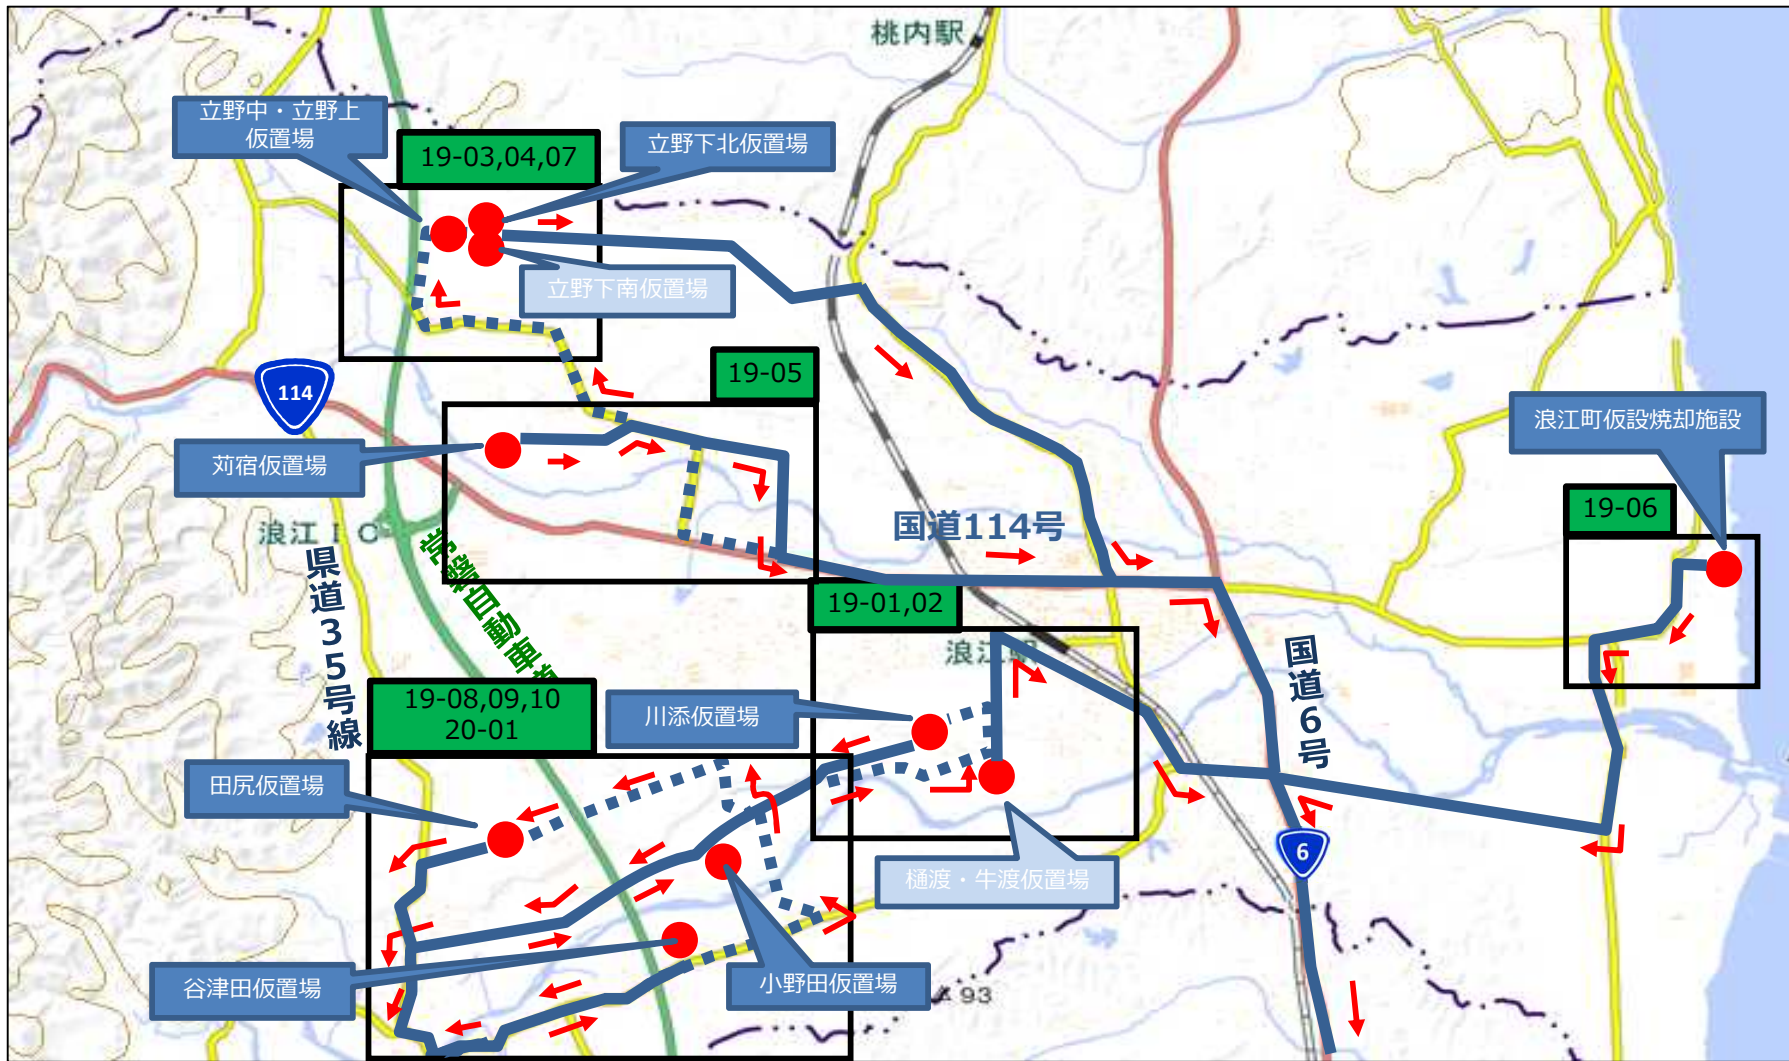 桃内駅
立野中・立野上
仮置場
19-03,04,07
立野下北仮置場
立野下南仮置場
19-05
114
苅宿仮置場
浪江町仮設焼却施設
19-06
国道114号
浪江IC
常磐自動車道
県道35号線
19-01,02
浪江駅
国道6号
19-08,09,10
20-01
川添仮置場
田尻仮置場
6
樋渡・牛渡仮置場
谷津田仮置場
小野田仮置場
93